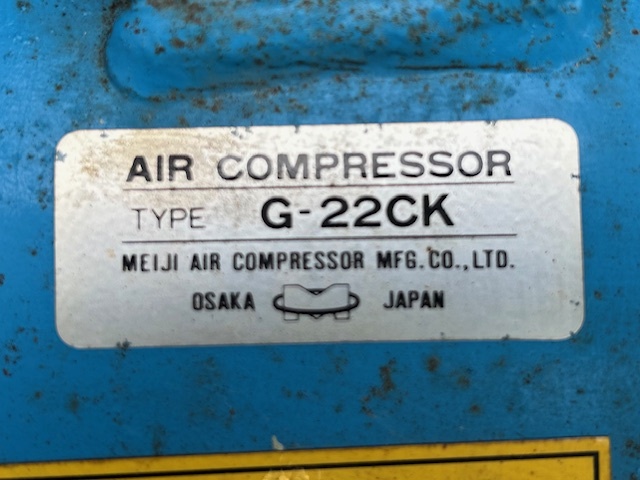 AIR COMPRESSOR
TYPE G-22CK
MEIJI AIR COMPRESSOR MFG. CO., LTD.
OSAKA M JAPAN